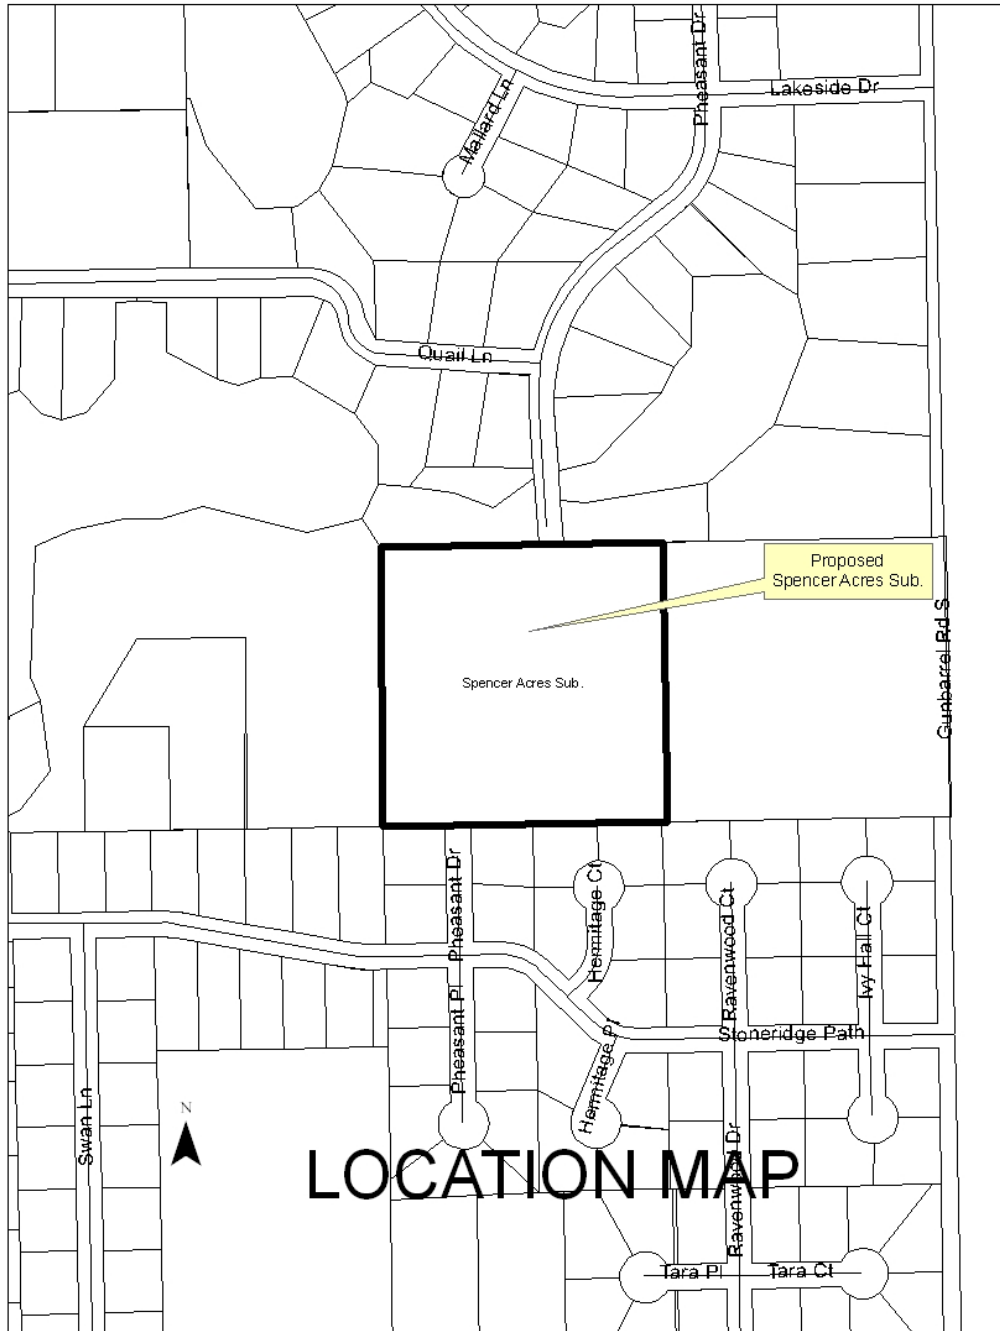 Pheasant Dr
Lakeside Dr
Mallard Ln
Quail Ln
Proposed
Spencer Acres Sub.
Gunbarrel Rd S
Spencer Acres Sub.
Pheasant Dr
Hermitage Ct
Ravenwood Ct
Ivy Hall Ct
Pheasant Pl
Stoneridge Path
Hermitage Pl
Swan Ln
N
LOCATION MAP
Ravenwood Dr
Tara Pl
Tara Ct